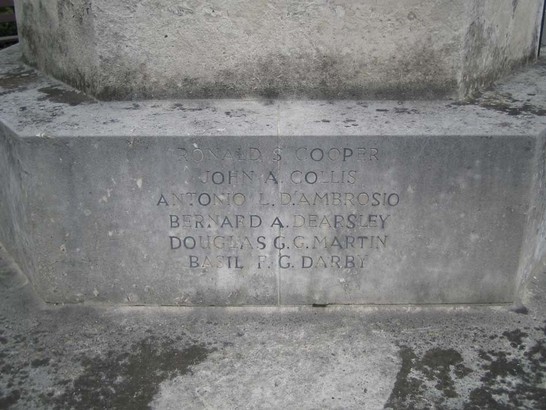 RONALD S. COOPER
JOHN A. COLLIS
ANTONIO L. D'AMBROSIO
BERNARD A. DEARSLEY
DOUGLAS G. G. MARTIN
BASIL P. G. DARBY